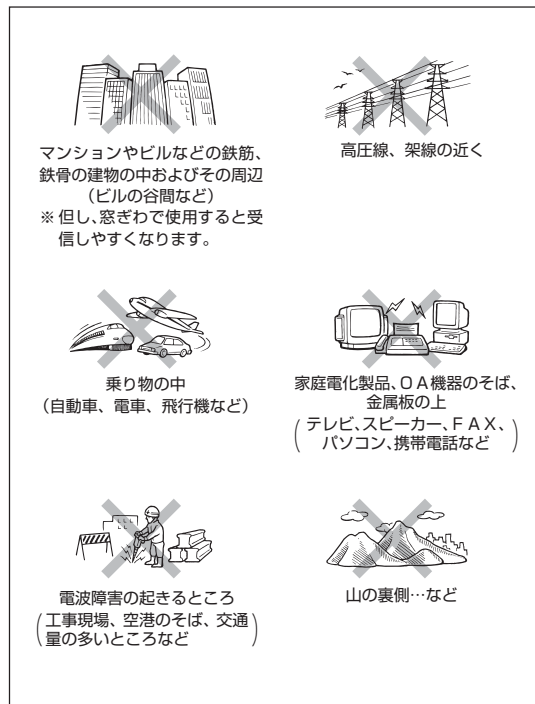 マンションやビルなどの鉄筋、
鉄骨の建物の中およびその周辺
（ビルの谷間など）
※ 但し、窓ぎわで使用すると受
信しやすくなります。
高圧線、架線の近く
乗り物の中
（自動車、電車、飛行機など）
家庭電化製品、ＯＡ機器のそば、
金属板の上
（テレビ、スピーカー、ＦＡＸ、
パソコン、携帯電話など）
電波障害の起きるところ
（工事現場、空港のそば、交通
量の多いところなど）
山の裏側…など